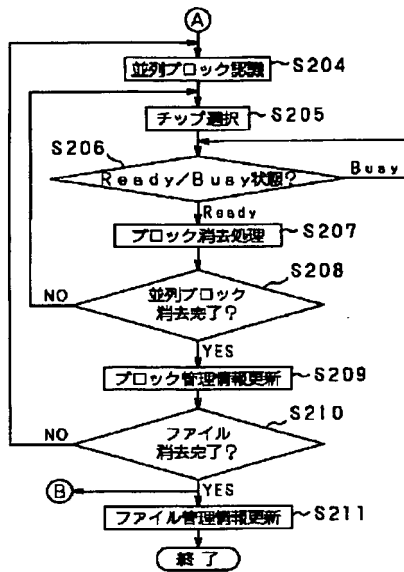 A
並列ブロック認識 S204
チップ選択 S205
S206
Ready/Busy状態?
Busy
Ready
ブロック消去処理 S207
S208
NO
並列ブロック
消去完了?
YES
ブロック管理情報更新 S209
S210
NO
ファイル
消去完了?
B
YES
ファイル管理情報更新 S211
終了